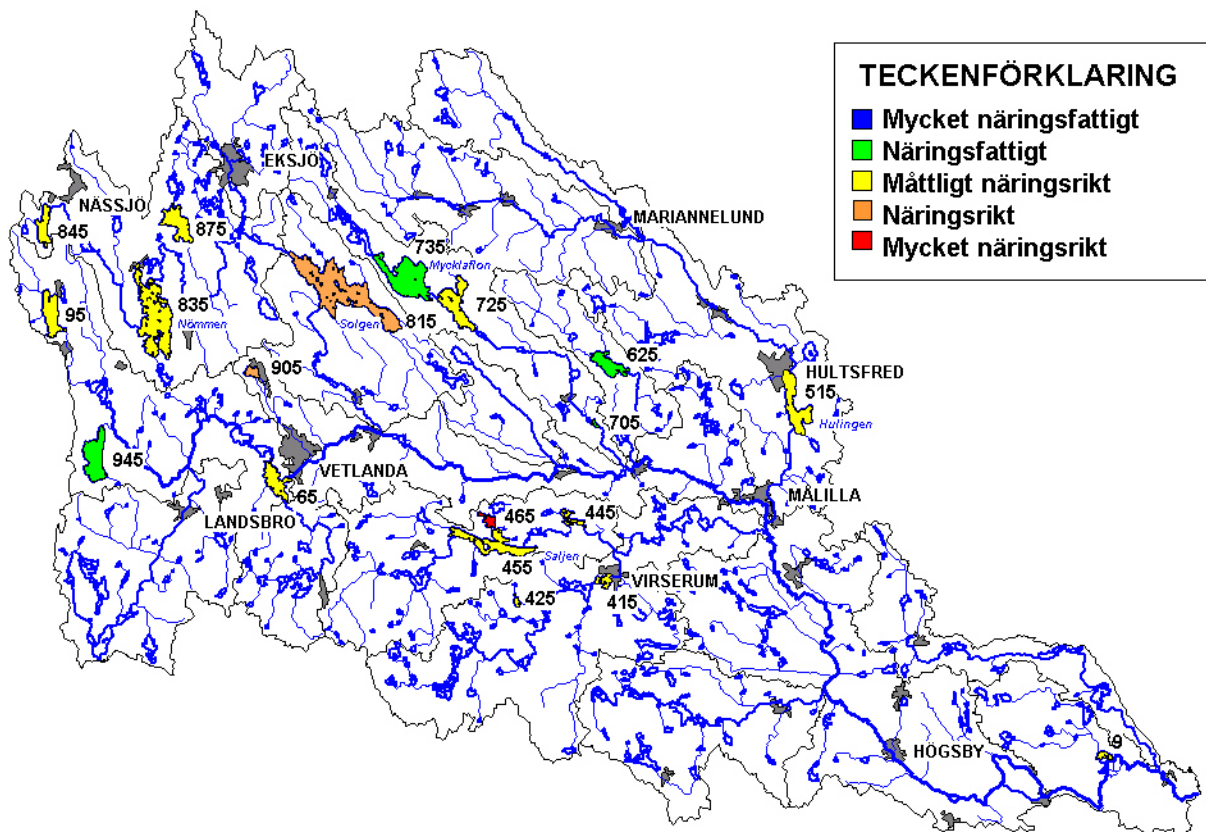 TECKENFÖRKLARING
Mycket näringsfattigt
Näringsfattigt
Måttligt näringsrikt
Näringsrikt
Mycket näringsrikt
EKSJÖ
NÄSSJÖ
845
875
MARIANNELUND
735
Mycklaflon
95
835
Nömmen
Solgen
815
725
905
625
HULTSFRED
515
Hulingen
705
945
VETLANDA
65
LANDSBRO
MÅLILLA
465
445
455
Saljen
VIRSERUM
425
415
HÖGSBY
9